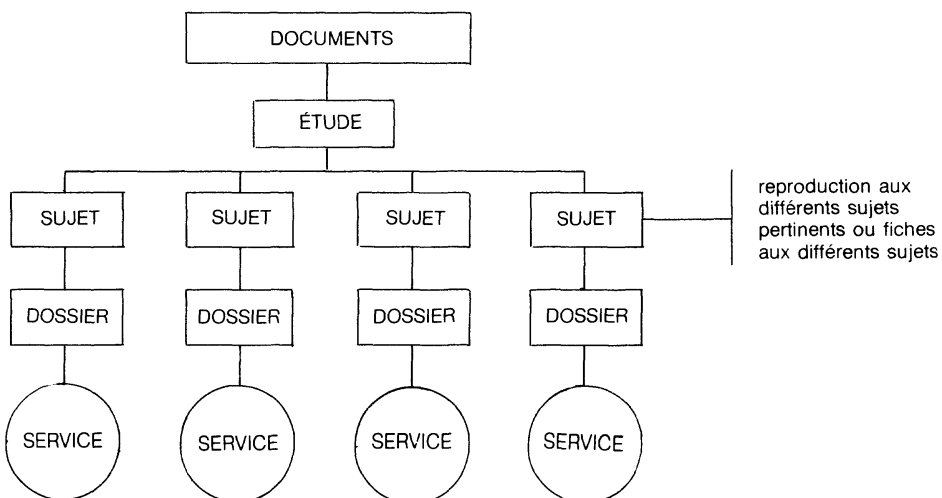 DOCUMENTS
ÉTUDE
SUJET SUJET SUJET SUJET
reproduction aux
différents sujets
pertinents ou fiches
aux différents sujets
DOSSIER DOSSIER DOSSIER DOSSIER
SERVICE SERVICE SERVICE SERVICE